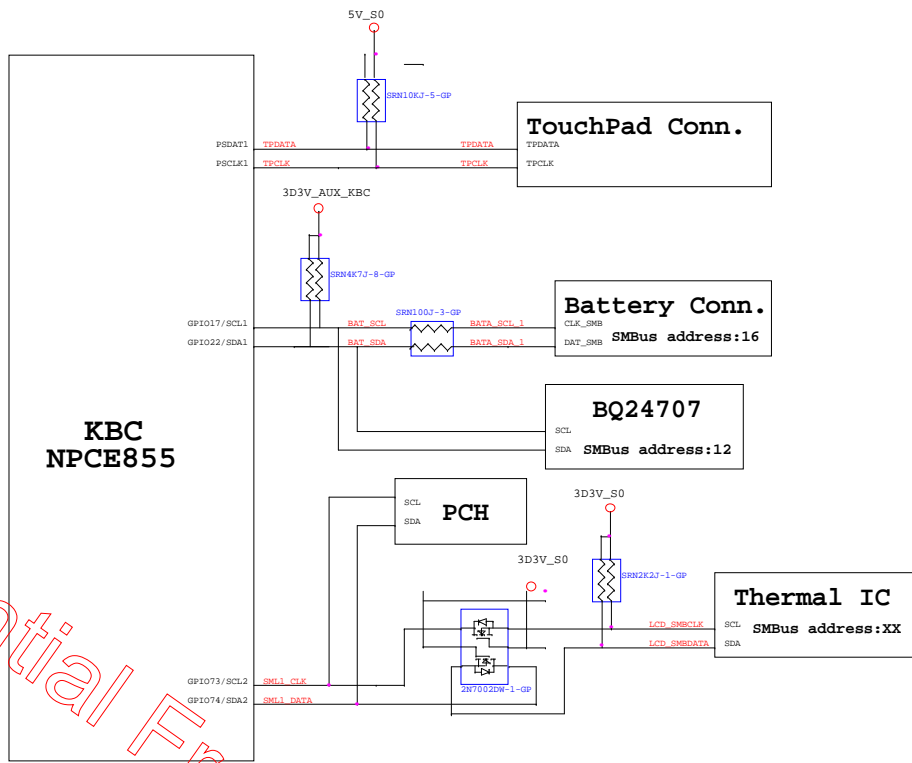 5V_S0
SRN10KJ-5-GP
TouchPad Conn.
PSDAT1 TPDATA TPDATA TPDATA
PSCLK1 TPCLK TPCLK TPCLK
3D3V_AUX_KBC
SRN4K7J-8-GP
Battery Conn.
SRN100J-3-GP
GPIO17/SCL1 BAT_SCL BATA_SCL_1 CLK_SMB
GPIO22/SDA1 BAT_SDA BATA_SDA_1 DAT_SMB
SMBus address:16
BQ24707
SCL
SDA SMBus address:12
KBC
NPCE855
SCL
SDA
PCH
3D3V_S0
3D3V_S0
SRN2K2J-1-GP
Thermal IC
LCD_SMBCLK SCL
SMBus address:XX
LCD_SMBDATA SDA
GPIO73/SCL2 SML1_CLK
2N7002DW-1-GP
GPIO74/SDA2 SML1_DATA